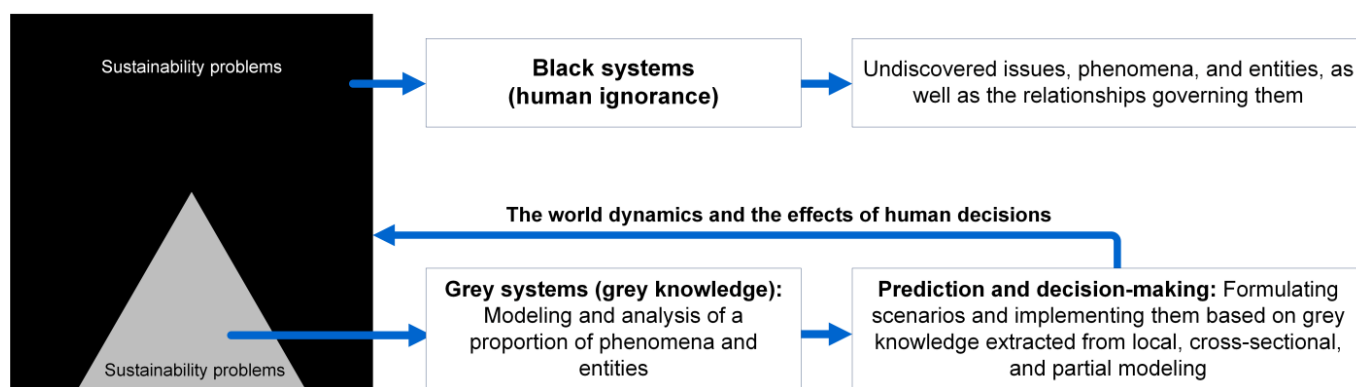 Sustainability problems
Black systems
(human ignorance)
Undiscovered issues, phenomena, and entities, as
well as the relationships governing them
The world dynamics and the effects of human decisions
Sustainability problems
Grey systems (grey knowledge):
Modeling and analysis of a
proportion of phenomena and
entities
Prediction and decision-making: Formulating
scenarios and implementing them based on grey
knowledge extracted from local, cross-sectional,
and partial modeling